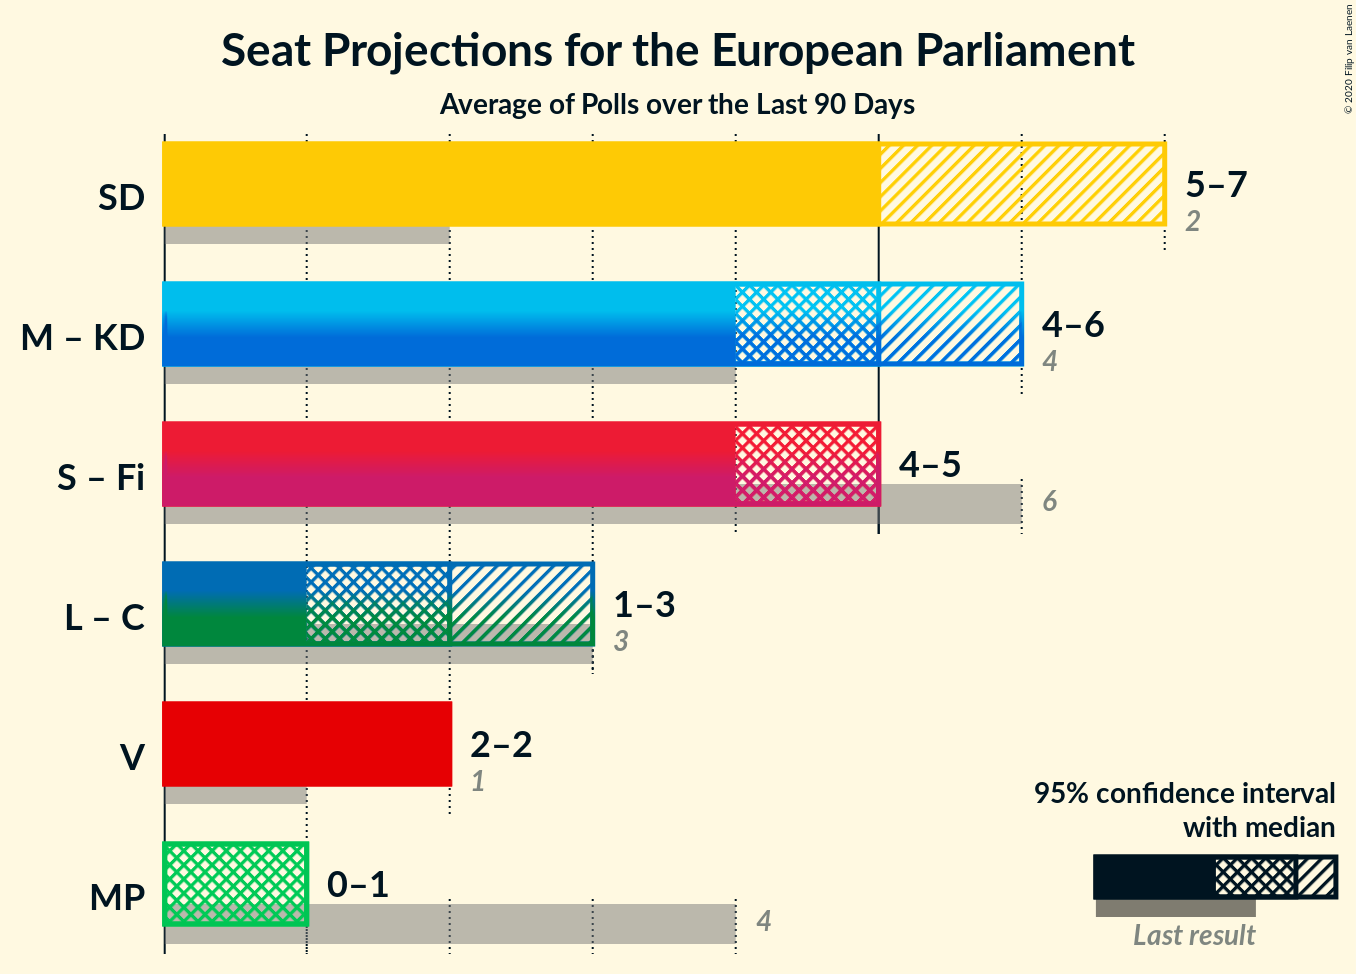 Seat Projections for the European Parliament
Average of Polls over the Last 90 Days
© 2020 Filip van Laenen
SD
5–7
2
M – KD
4–6
4
S – Fi
4–5
6
L – C
1–3
3
V
2–2
1
MP
0–1
4
95% confidence interval
with median
Last result